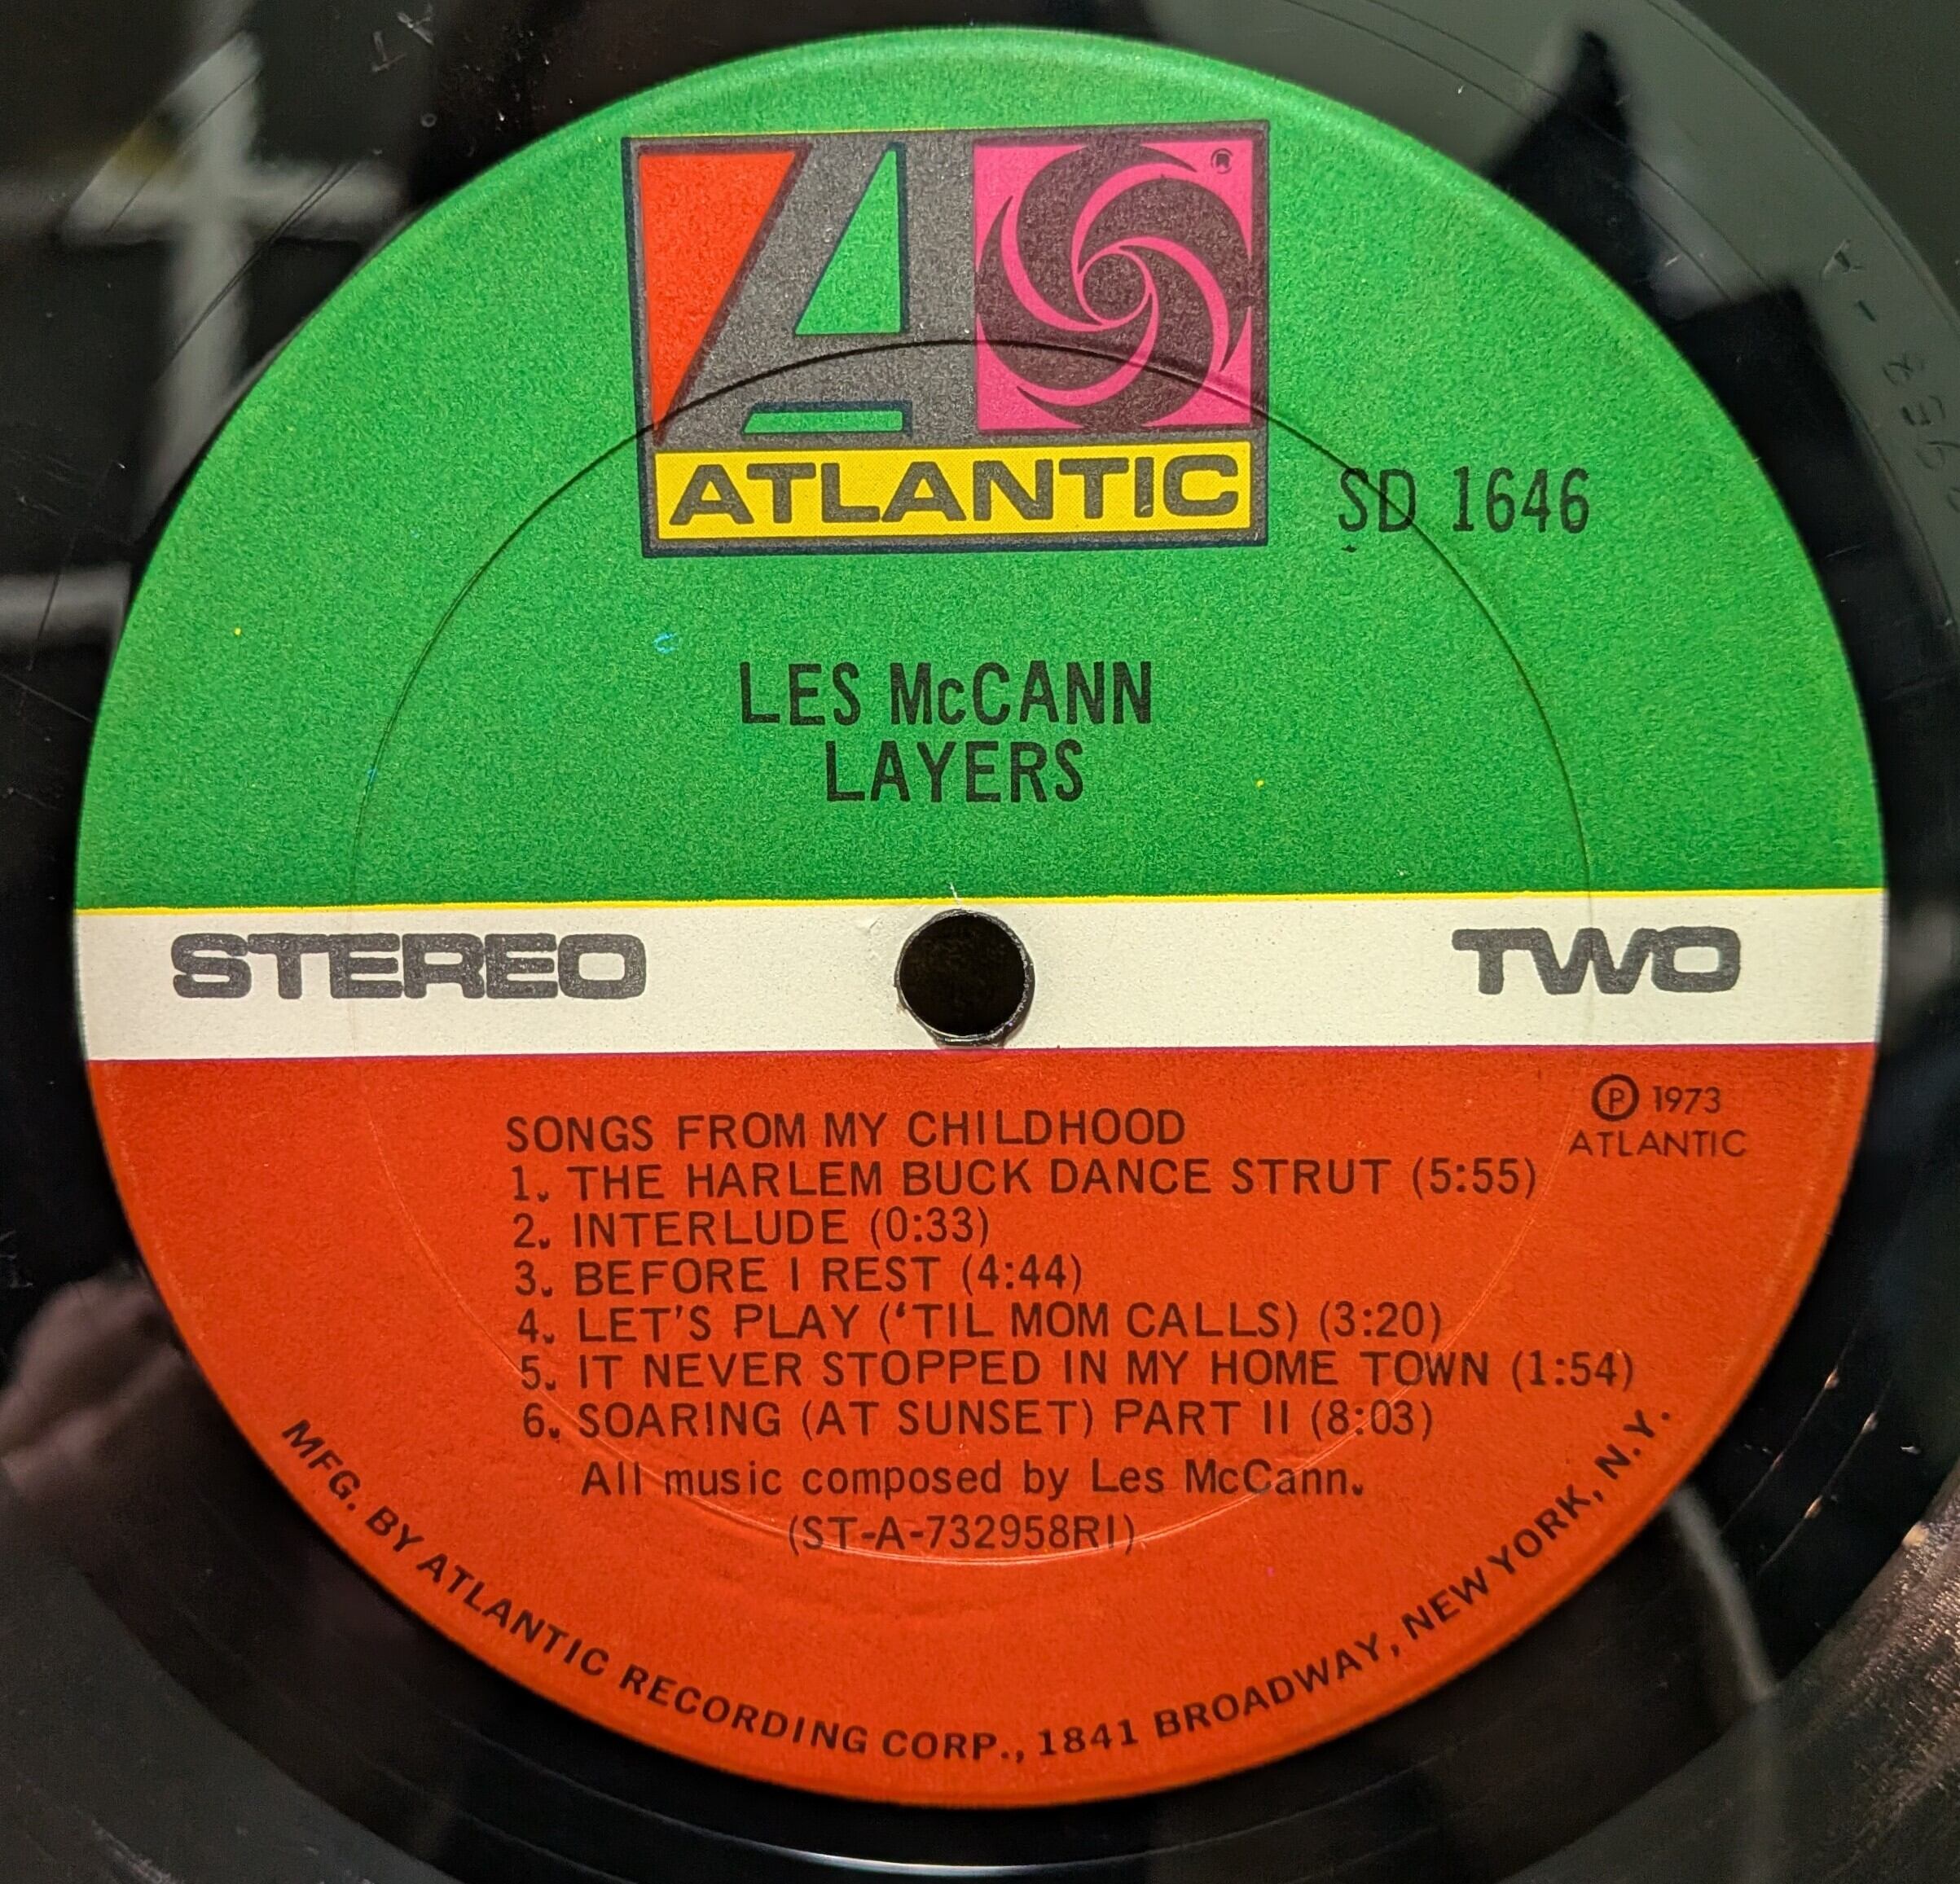 ATLANTIC
SD 1646
LES McCANN
LAYERS
STEREO
TWO
Ⓟ 1973
ATLANTIC
SONGS FROM MY CHILDHOOD
1. THE HARLEM BUCK DANCE STRUT (5:55)
2. INTERLUDE (0:33)
3. BEFORE I REST (4:44)
4. LET'S PLAY ('TIL MOM CALLS) (3:20)
5. IT NEVER STOPPED IN MY HOME TOWN (1:54)
6. SOARING (AT SUNSET) PART II (8:03)
All music composed by Les McCann.
(ST-A-732958RI)
MFG. BY ATLANTIC RECORDING CORP., 1841 BROADWAY, NEW YORK, N.Y.